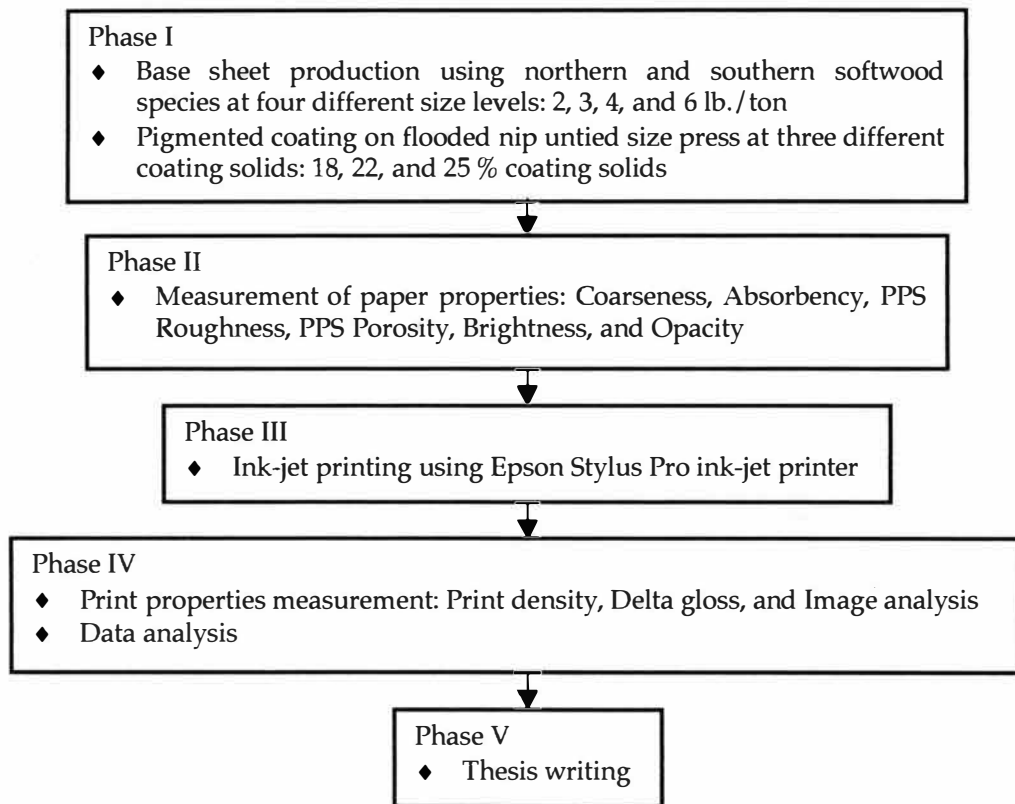 Phase I
♦ Base sheet production using northern and southern softwood
species at four different size levels: 2, 3, 4, and 6 lb./ton
♦ Pigmented coating on flooded nip untied size press at three different
coating solids: 18, 22, and 25 % coating solids
Phase II
♦ Measurement of paper properties: Coarseness, Absorbency, PPS
Roughness, PPS Porosity, Brightness, and Opacity
Phase III
♦ Ink-jet printing using Epson Stylus Pro ink-jet printer
Phase IV
♦ Print properties measurement: Print density, Delta gloss, and Image analysis
♦ Data analysis
Phase V
♦ Thesis writing